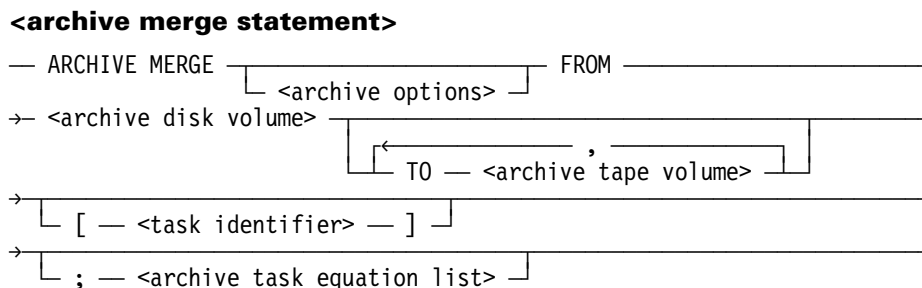 <archive merge statement>
ARCHIVE MERGE FROM
<archive options>
<archive disk volume>
,
TO <archive tape volume>
[ <task identifier> ]
; <archive task equation list>